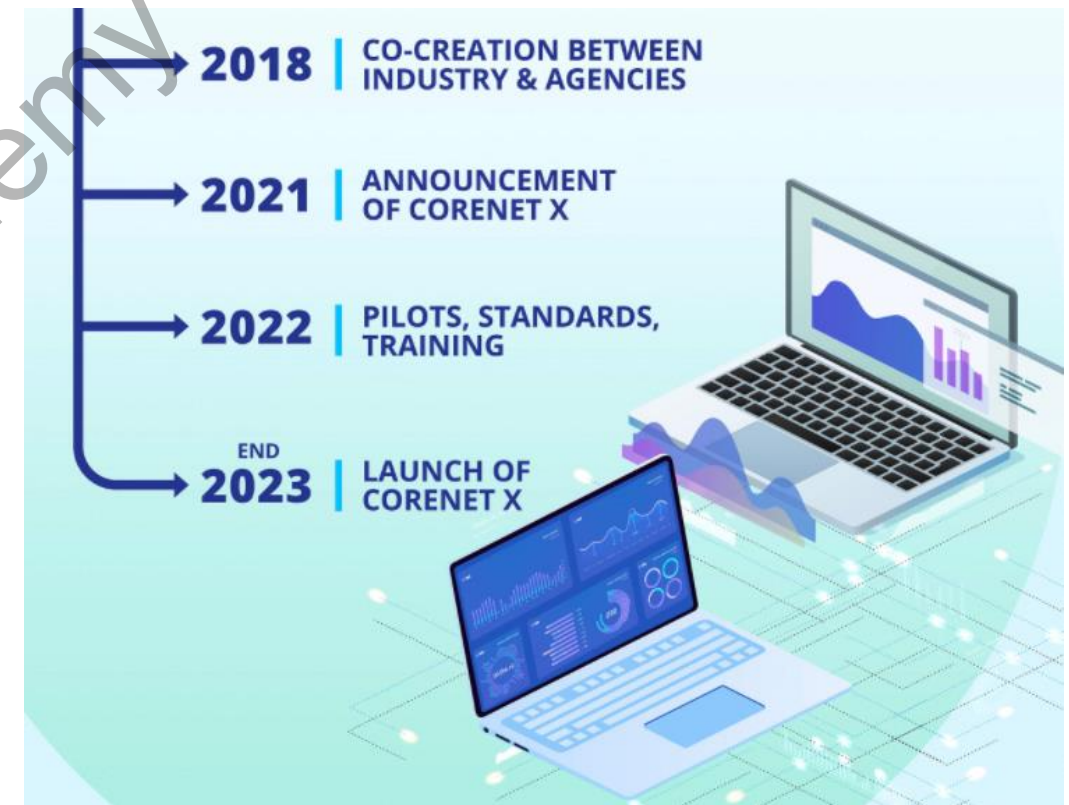 2018
CO-CREATION BETWEEN
INDUSTRY & AGENCIES
2021
ANNOUNCEMENT
OF CORENET X
2022
PILOTS, STANDARDS,
TRAINING
END
2023
LAUNCH OF
CORENET X